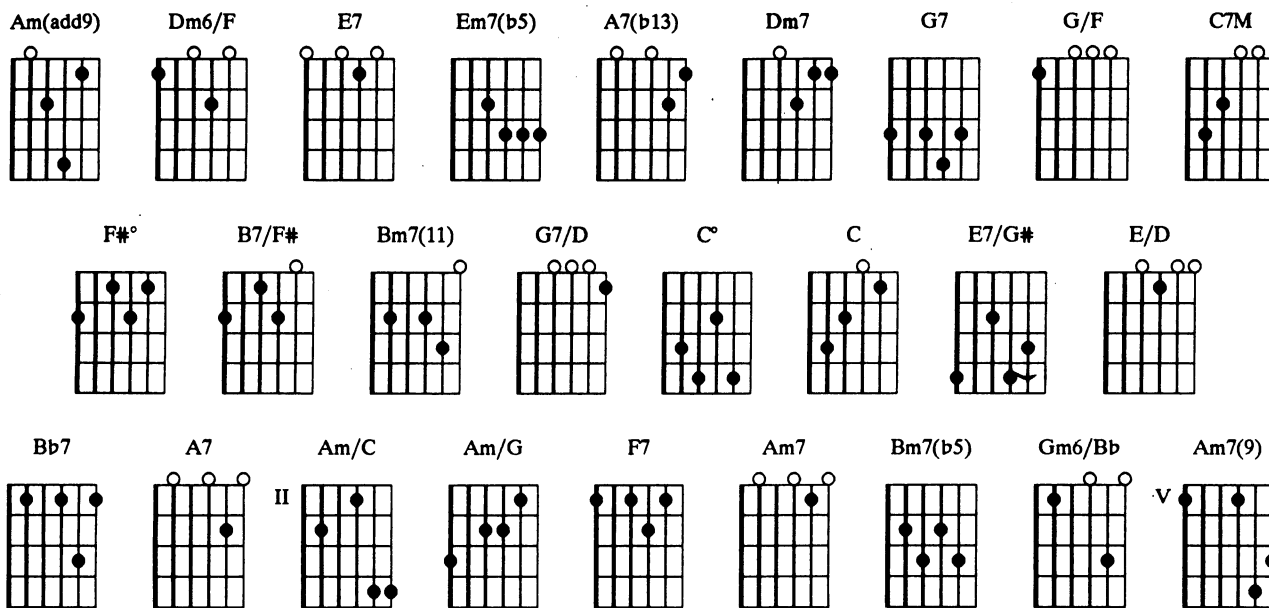 Am(add9) Dm6/F E7 Em7(b5) A7(b13) Dm7 G7 G/F C7M
F#° B7/F# Bm7(11) G7/D C° C E7/G# E/D
Bb7 A7 Am/C Am/G F7 Am7 Bm7(b5) Gm6/Bb Am7(9)
II V